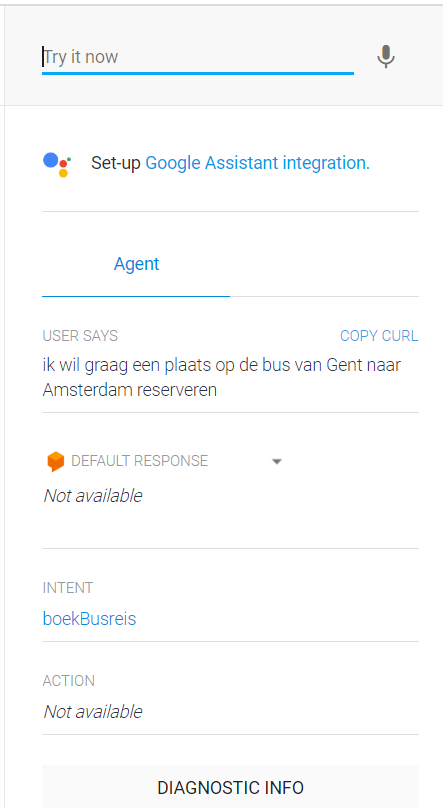 Try it now
Set-up Google Assistant integration.
Agent
USER SAYS COPY CURL
ik wil graag een plaats op de bus van Gent naar
Amsterdam reserveren
DEFAULT RESPONSE
Not available
INTENT
boekBusreis
ACTION
Not available
DIAGNOSTIC INFO